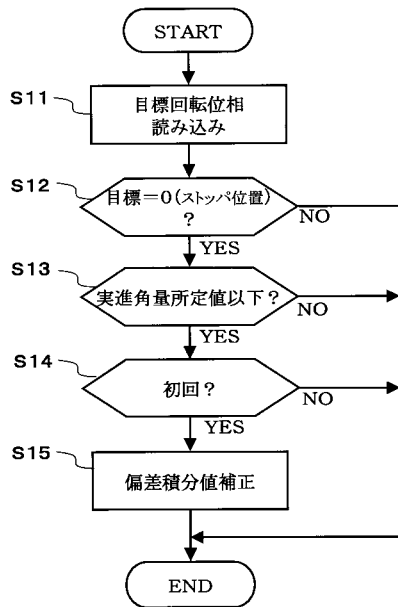 START
S11
目標回転位相
読み込み
S12
目標＝0(ストッパ位置)
？
NO
YES
S13
実進角量所定値以下？
NO
YES
S14
初回？
NO
YES
S15
偏差積分値補正
END